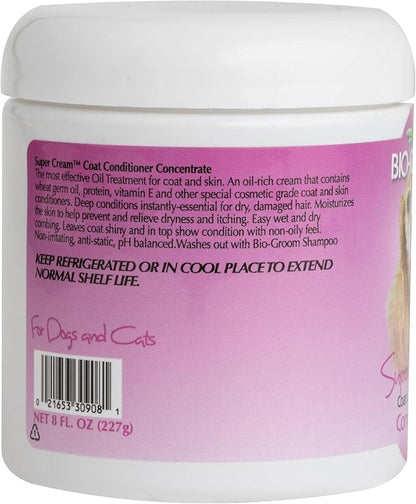 Super Cream™ Coat Conditioner Concentrate
The most effective Oil Treatment for coat and skin. An oil-rich cream that contains
wheat germ oil, protein, vitamin E and other special cosmetic grade coat and skin
conditioners. Deep conditions instantly-essential for dry, damaged hair. Moisturizes
the skin to help prevent and relieve dryness and itching. Easy wet and dry
combing. Leaves coat shiny and in top show condition with non-oily feel.
Non-irritating, anti-static, pH balanced.Washes out with Bio-Groom Shampoo
KEEP REFRIGERATED OR IN COOL PLACE TO EXTEND
NORMAL SHELF LIFE.
For Dogs and Cats
0 21653 30908 1
NET 8 FL. OZ (227g)
BIO-
Coat